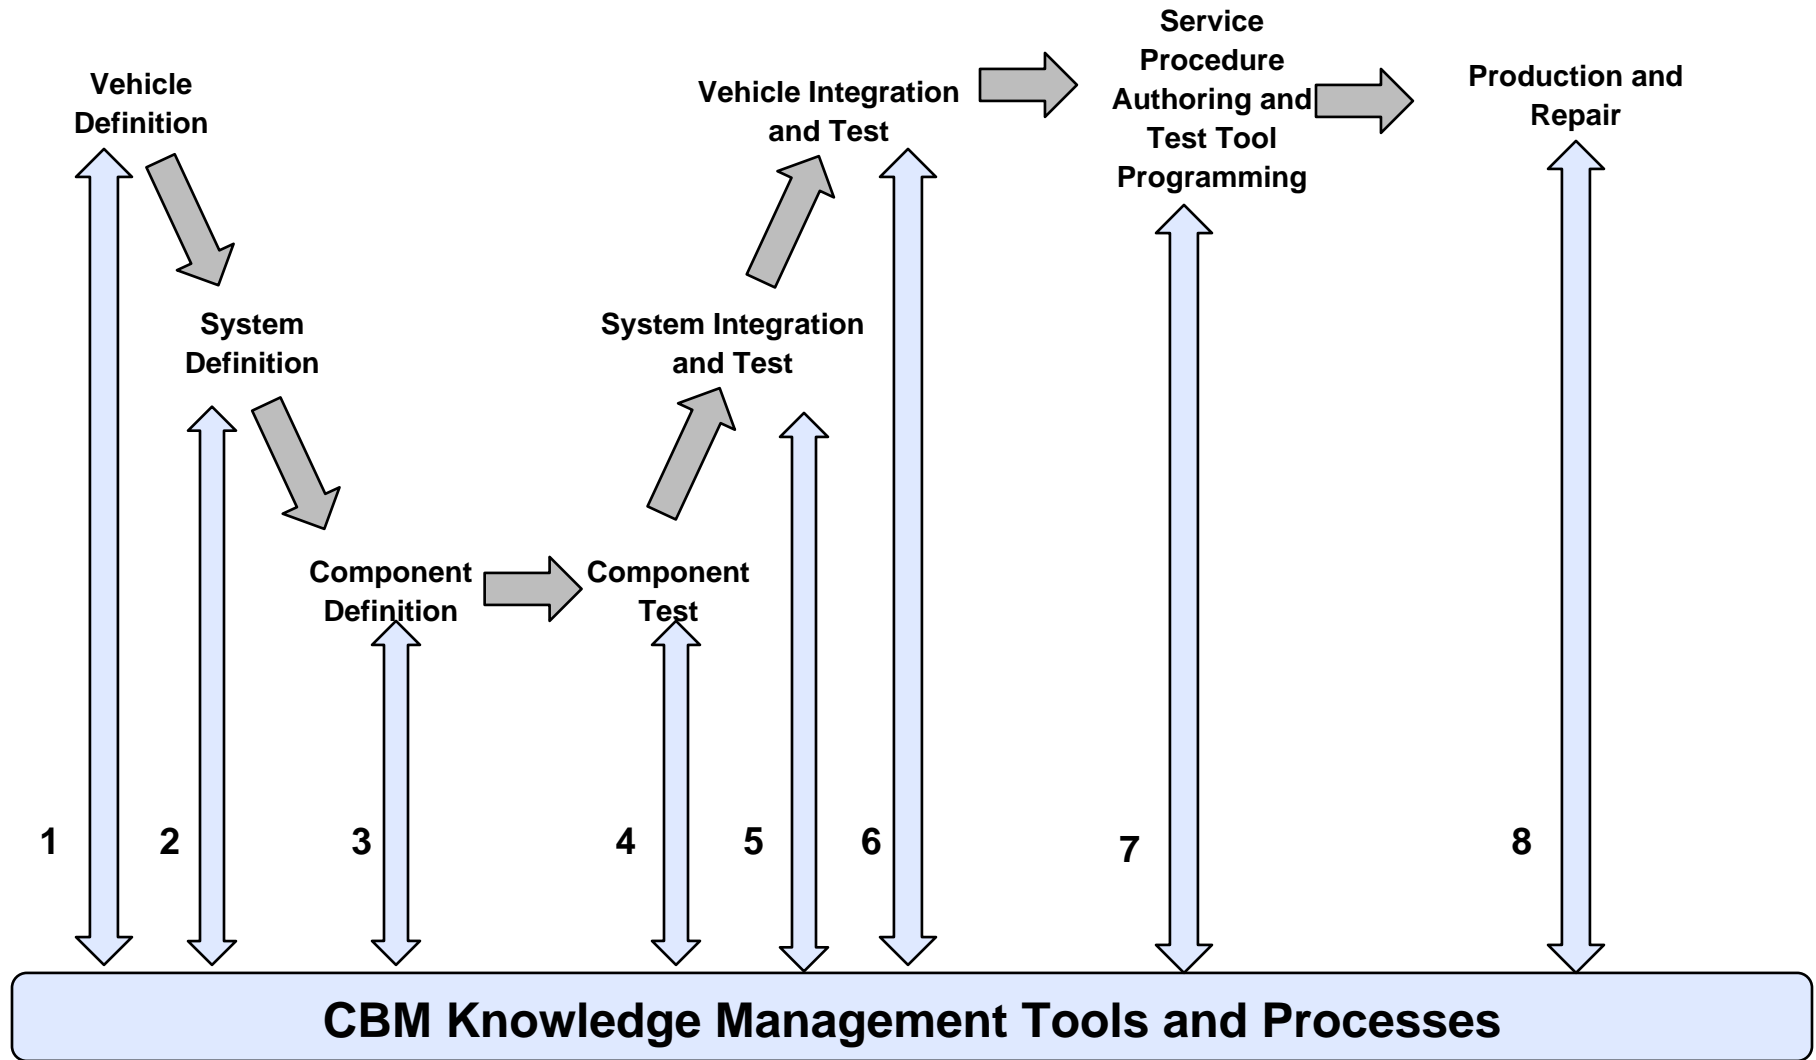 Vehicle
Definition
System
Definition
Component
Definition
Component
Test
System Integration
and Test
Vehicle Integration
and Test
Service
Procedure
Authoring and
Test Tool
Programming
Production and
Repair
1
2
3
4
5
6
7
8
CBM Knowledge Management Tools and Processes